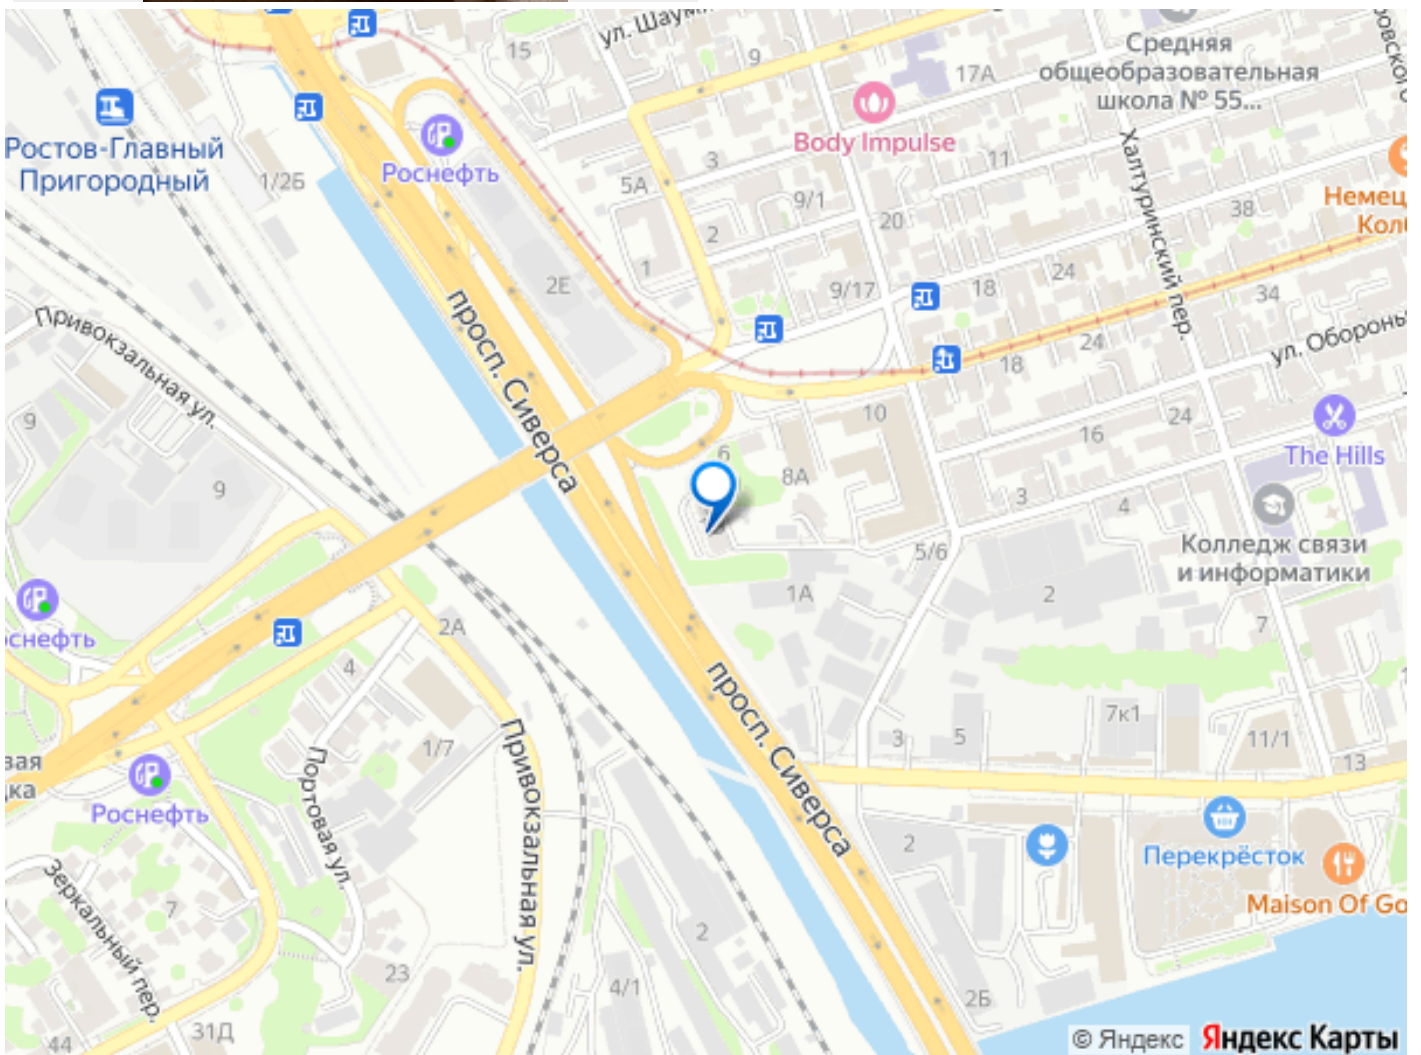 ул. Шаум
15
9
17А
Средняя
общеобразовательная
школа № 55...
Body Impulse
Ростов-Главный
Пригородный
1/2Б
Роснефть
3
5А
11
9/1
Халтуринский пер.
38
Немец
Кол
20
2
1
2Е
9/17
18
24
34
просп. Сиверса
Привокзальная ул.
ул. Обороны
24
18
9
10
24
16
The Hills
6
8А
9
3
4
Колледж связи
и информатики
5/6
1А
2
снефть
2А
7
4
просп. Сиверса
7к1
1/7
3
5
11/1
13
вая
ка
Роснефть
Портовая ул.
Привокзальная ул.
2
Перекрёсток
Maison Of Go
Зеркальный пер.
7
2
23
4/1
2Б
31Д
44
© Яндекс Яндекс Карты